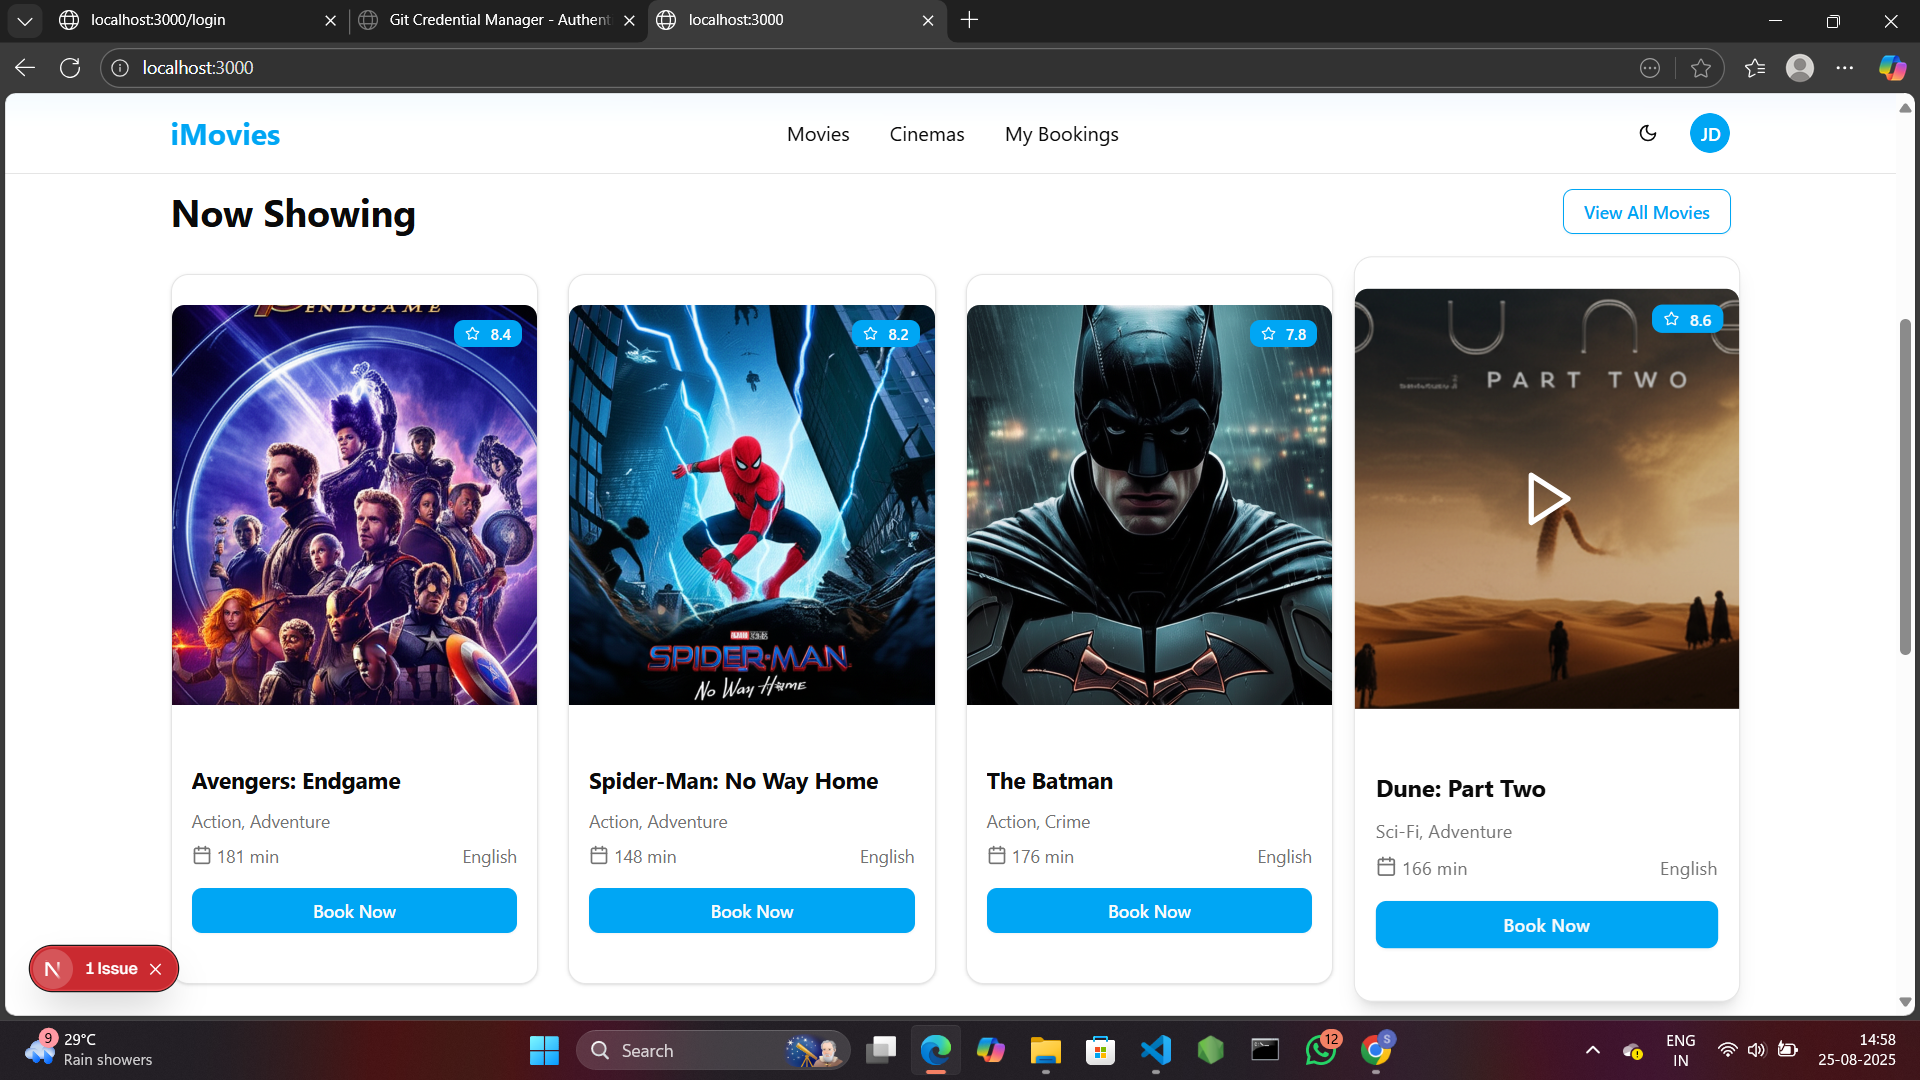 localhost:3000/login
Git Credential Manager - Authent
localhost:3000
localhost:3000
iMovies
Movies
Cinemas
My Bookings
JD
Now Showing
View All Movies
ENDGAME
8.4
8.2
7.8
8.6
PART TWO
SPIDER-MAN
No Way Home
Avengers: Endgame
Action, Adventure
181 min
English
Book Now
Spider-Man: No Way Home
Action, Adventure
148 min
English
Book Now
The Batman
Action, Crime
176 min
English
Book Now
Dune: Part Two
Sci-Fi, Adventure
166 min
English
Book Now
N
1 Issue
9
29°C
Rain showers
Search
12
S
ENG
IN
14:58
25-08-2025